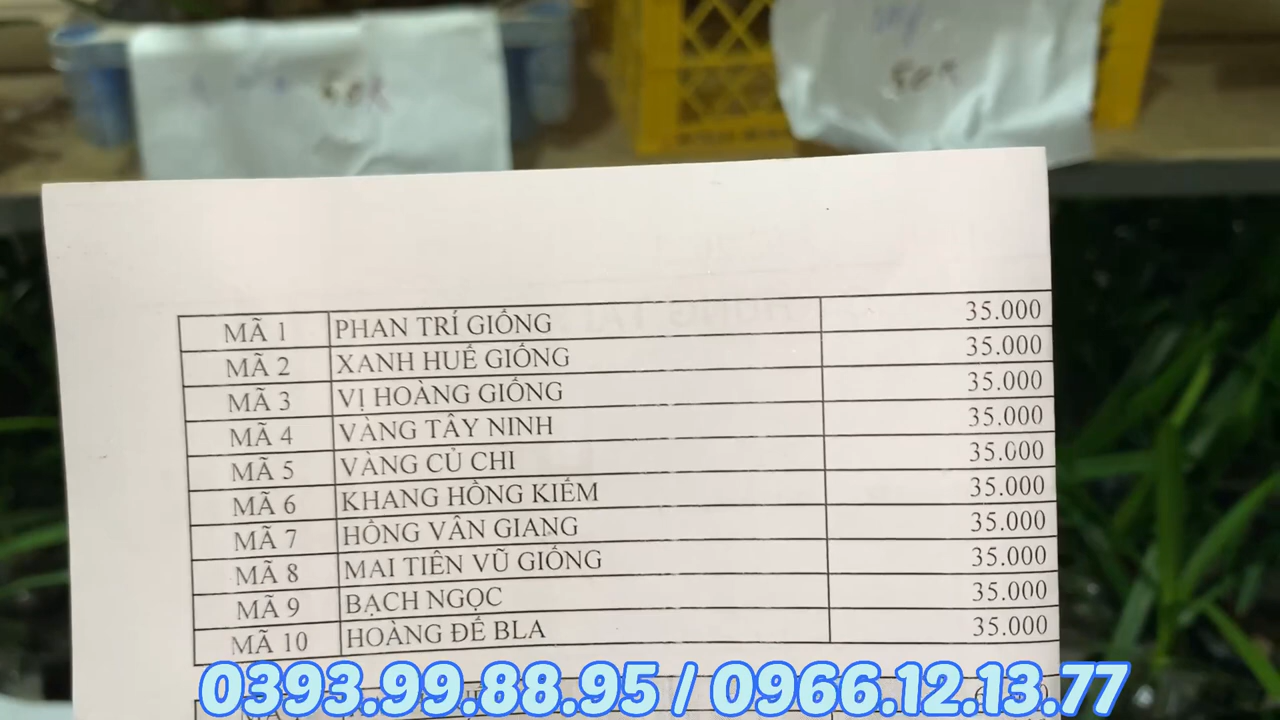 50K
50K
MÃ 1 PHAN TRÍ GIỐNG 35.000
MÃ 2 XANH HUẾ GIỐNG 35.000
MÃ 3 VỊ HOÀNG GIỐNG 35.000
MÃ 4 VÀNG TÂY NINH 35.000
MÃ 5 VÀNG CỦ CHI 35.000
MÃ 6 KHANG HỒNG KIẾM 35.000
MÃ 7 HỒNG VÂN GIANG 35.000
MÃ 8 MAI TIÊN VŨ GIỐNG 35.000
MÃ 9 BẠCH NGỌC 35.000
MÃ 10 HOÀNG ĐẾ BLA 35.000
0393.99.88.95 / 0966.12.13.77